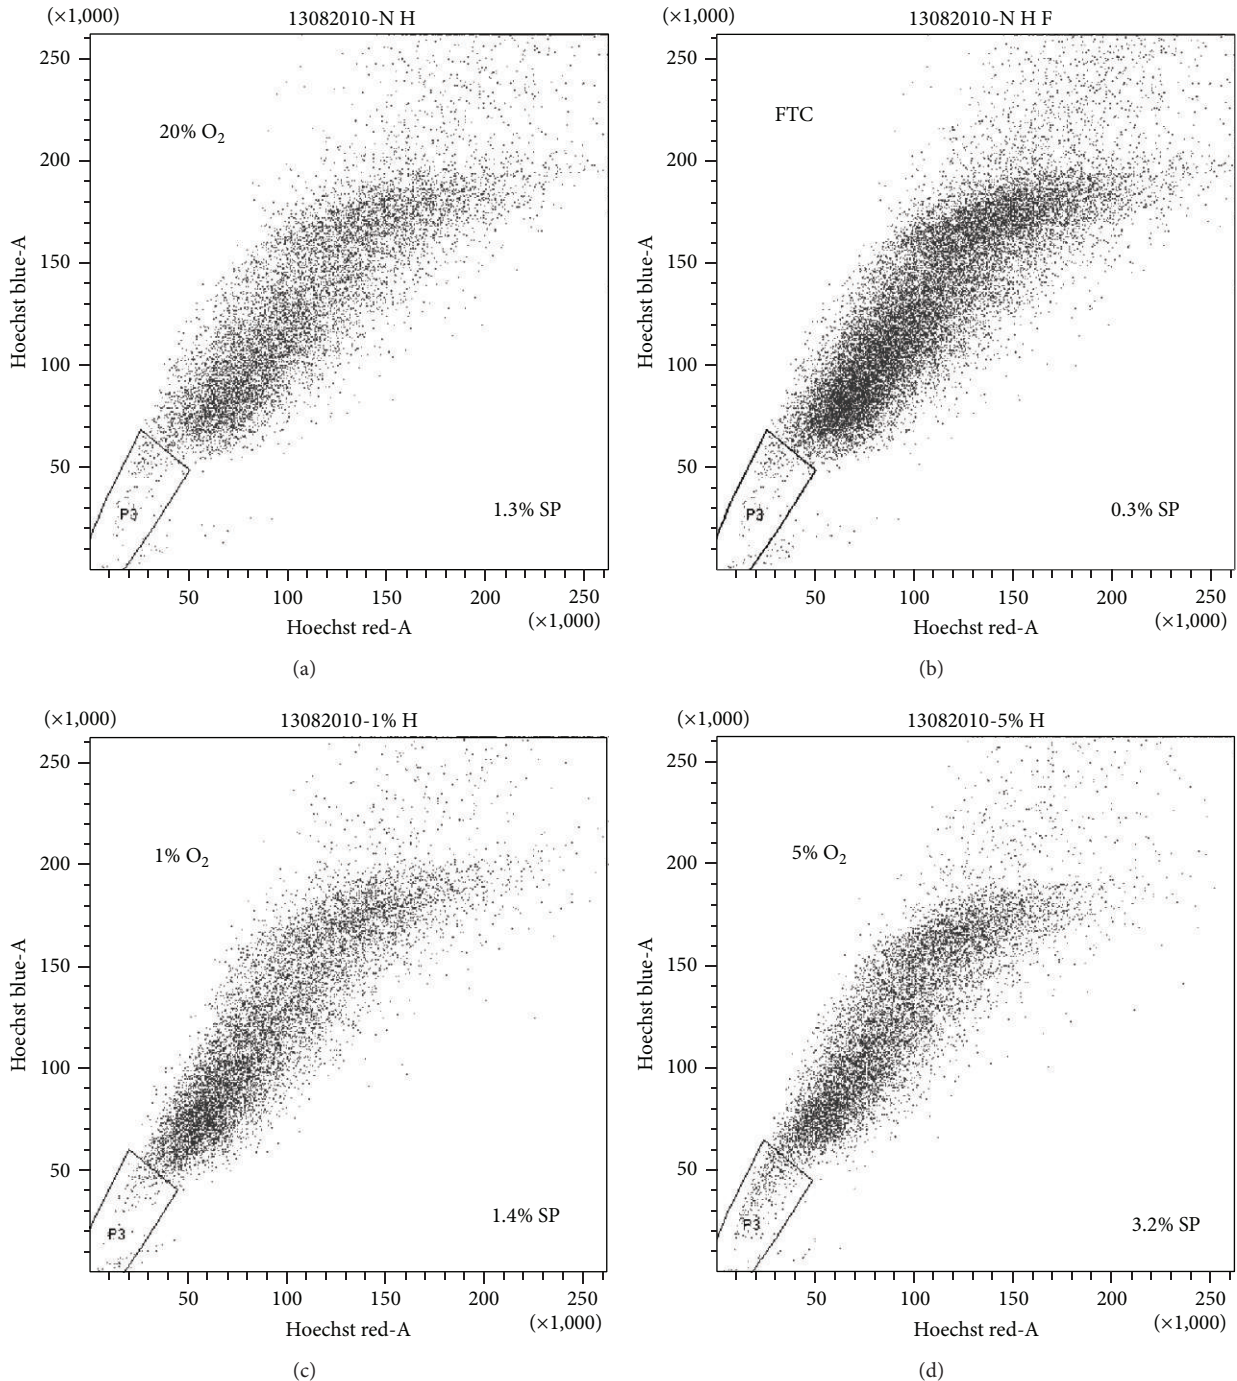 (×1,000)
13082010-N H
250
200
150
100
50
Hoechst blue-A
20% O₂
P3
1.3% SP
50 100 150 200 250
(×1,000)
Hoechst red-A
(a)
(×1,000)
13082010-N H F
250
200
150
100
50
Hoechst blue-A
FTC
P3
0.3% SP
50 100 150 200 250
(×1,000)
Hoechst red-A
(b)
(×1,000)
13082010-1% H
250
200
150
100
50
Hoechst blue-A
1% O₂
P3
1.4% SP
50 100 150 200 250
(×1,000)
Hoechst red-A
(c)
(×1,000)
13082010-5% H
250
200
150
100
50
Hoechst blue-A
5% O₂
P3
3.2% SP
50 100 150 200 250
(×1,000)
Hoechst red-A
(d)